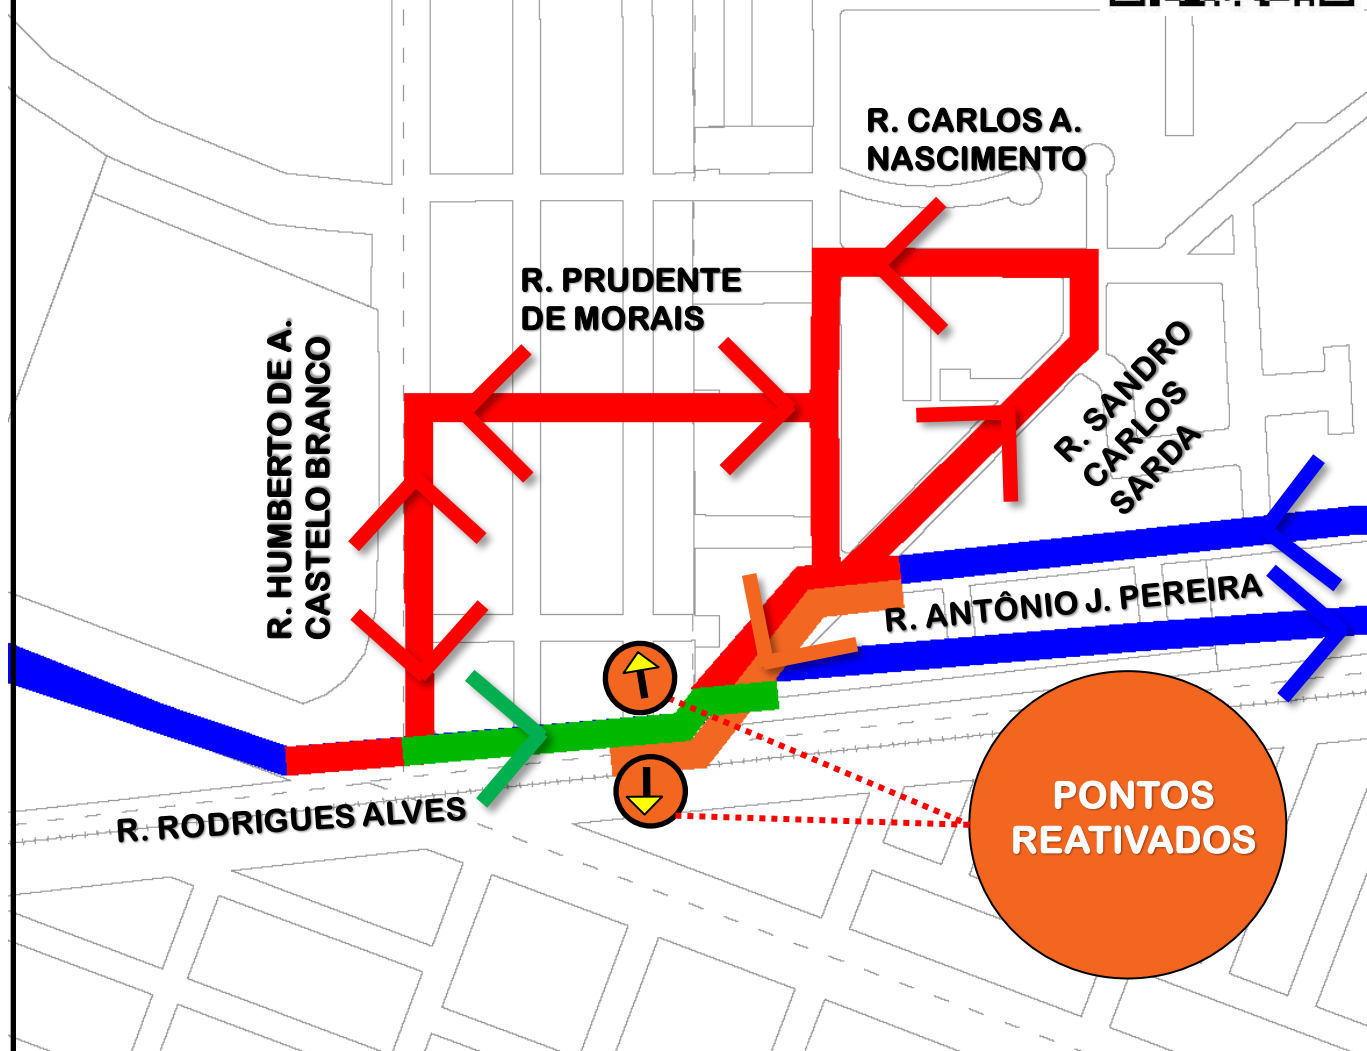 R. CARLOS A.
NASCIMENTO
R. PRUDENTE
DE MORAIS
R. HUMBERTO DE A.
CASTELO BRANCO
R. SANDRO
CARLOS
SARDA
R. ANTÔNIO J. PEREIRA
R. RODRIGUES ALVES
PONTOS
REATIVADOS